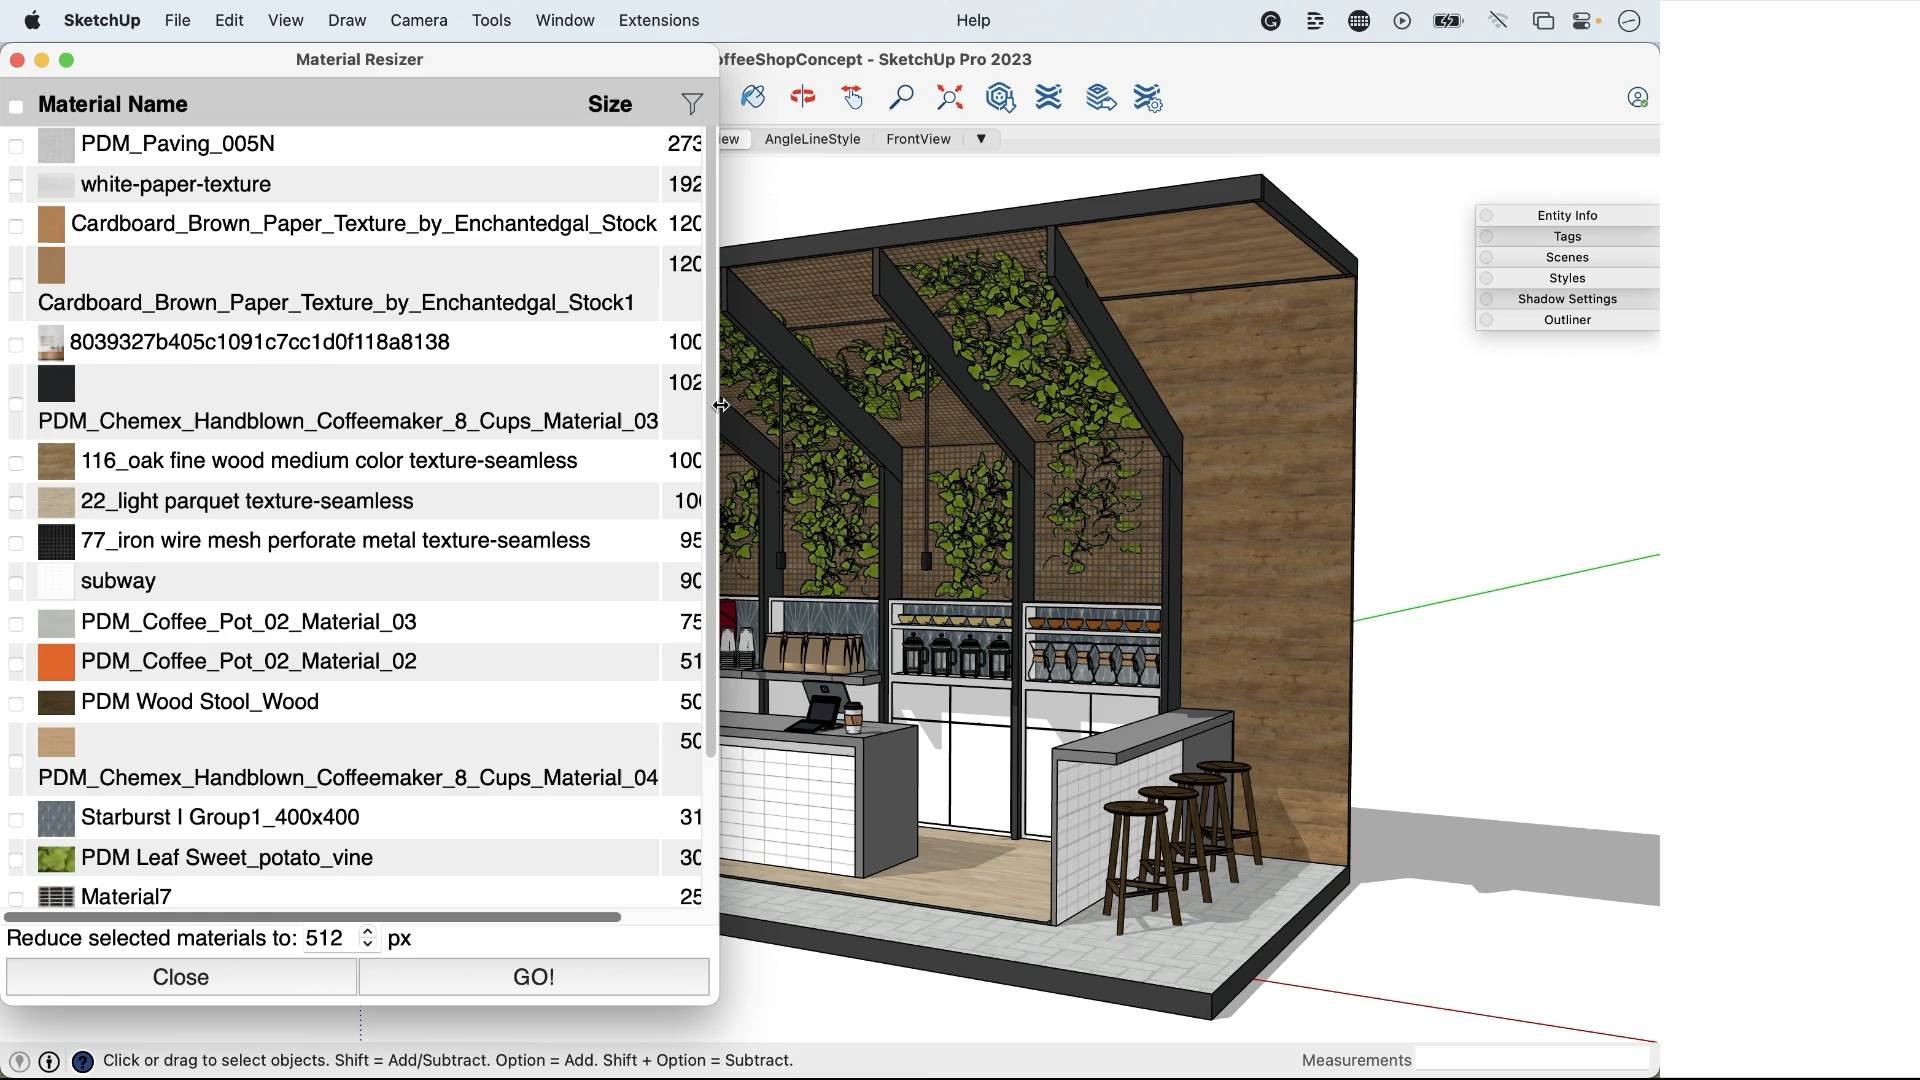 SketchUp File Edit View Draw Camera Tools Window Extensions Help
Material Resizer
offeeShopConcept - SketchUp Pro 2023
Material Name Size
iew AngleLineStyle FrontView
PDM_Paving_005N 273
white-paper-texture 192
Cardboard_Brown_Paper_Texture_by_Enchantedgal_Stock 120
120
Cardboard_Brown_Paper_Texture_by_Enchantedgal_Stock1
8039327b405c1091c7cc1d0f118a8138 100
102
PDM_Chemex_Handblown_Coffeemaker_8_Cups_Material_03
116_oak fine wood medium color texture-seamless 100
22_light parquet texture-seamless 100
77_iron wire mesh perforate metal texture-seamless 95
subway 90
PDM_Coffee_Pot_02_Material_03 75
PDM_Coffee_Pot_02_Material_02 51
PDM Wood Stool_Wood 50
50
PDM_Chemex_Handblown_Coffeemaker_8_Cups_Material_04
Starburst I Group1_400x400 31
PDM Leaf Sweet_potato_vine 30
Material7 25
Reduce selected materials to: 512 px
Close GO!
Entity Info
Tags
Scenes
Styles
Shadow Settings
Outliner
Click or drag to select objects. Shift = Add/Subtract. Option = Add. Shift + Option = Subtract.
Measurements